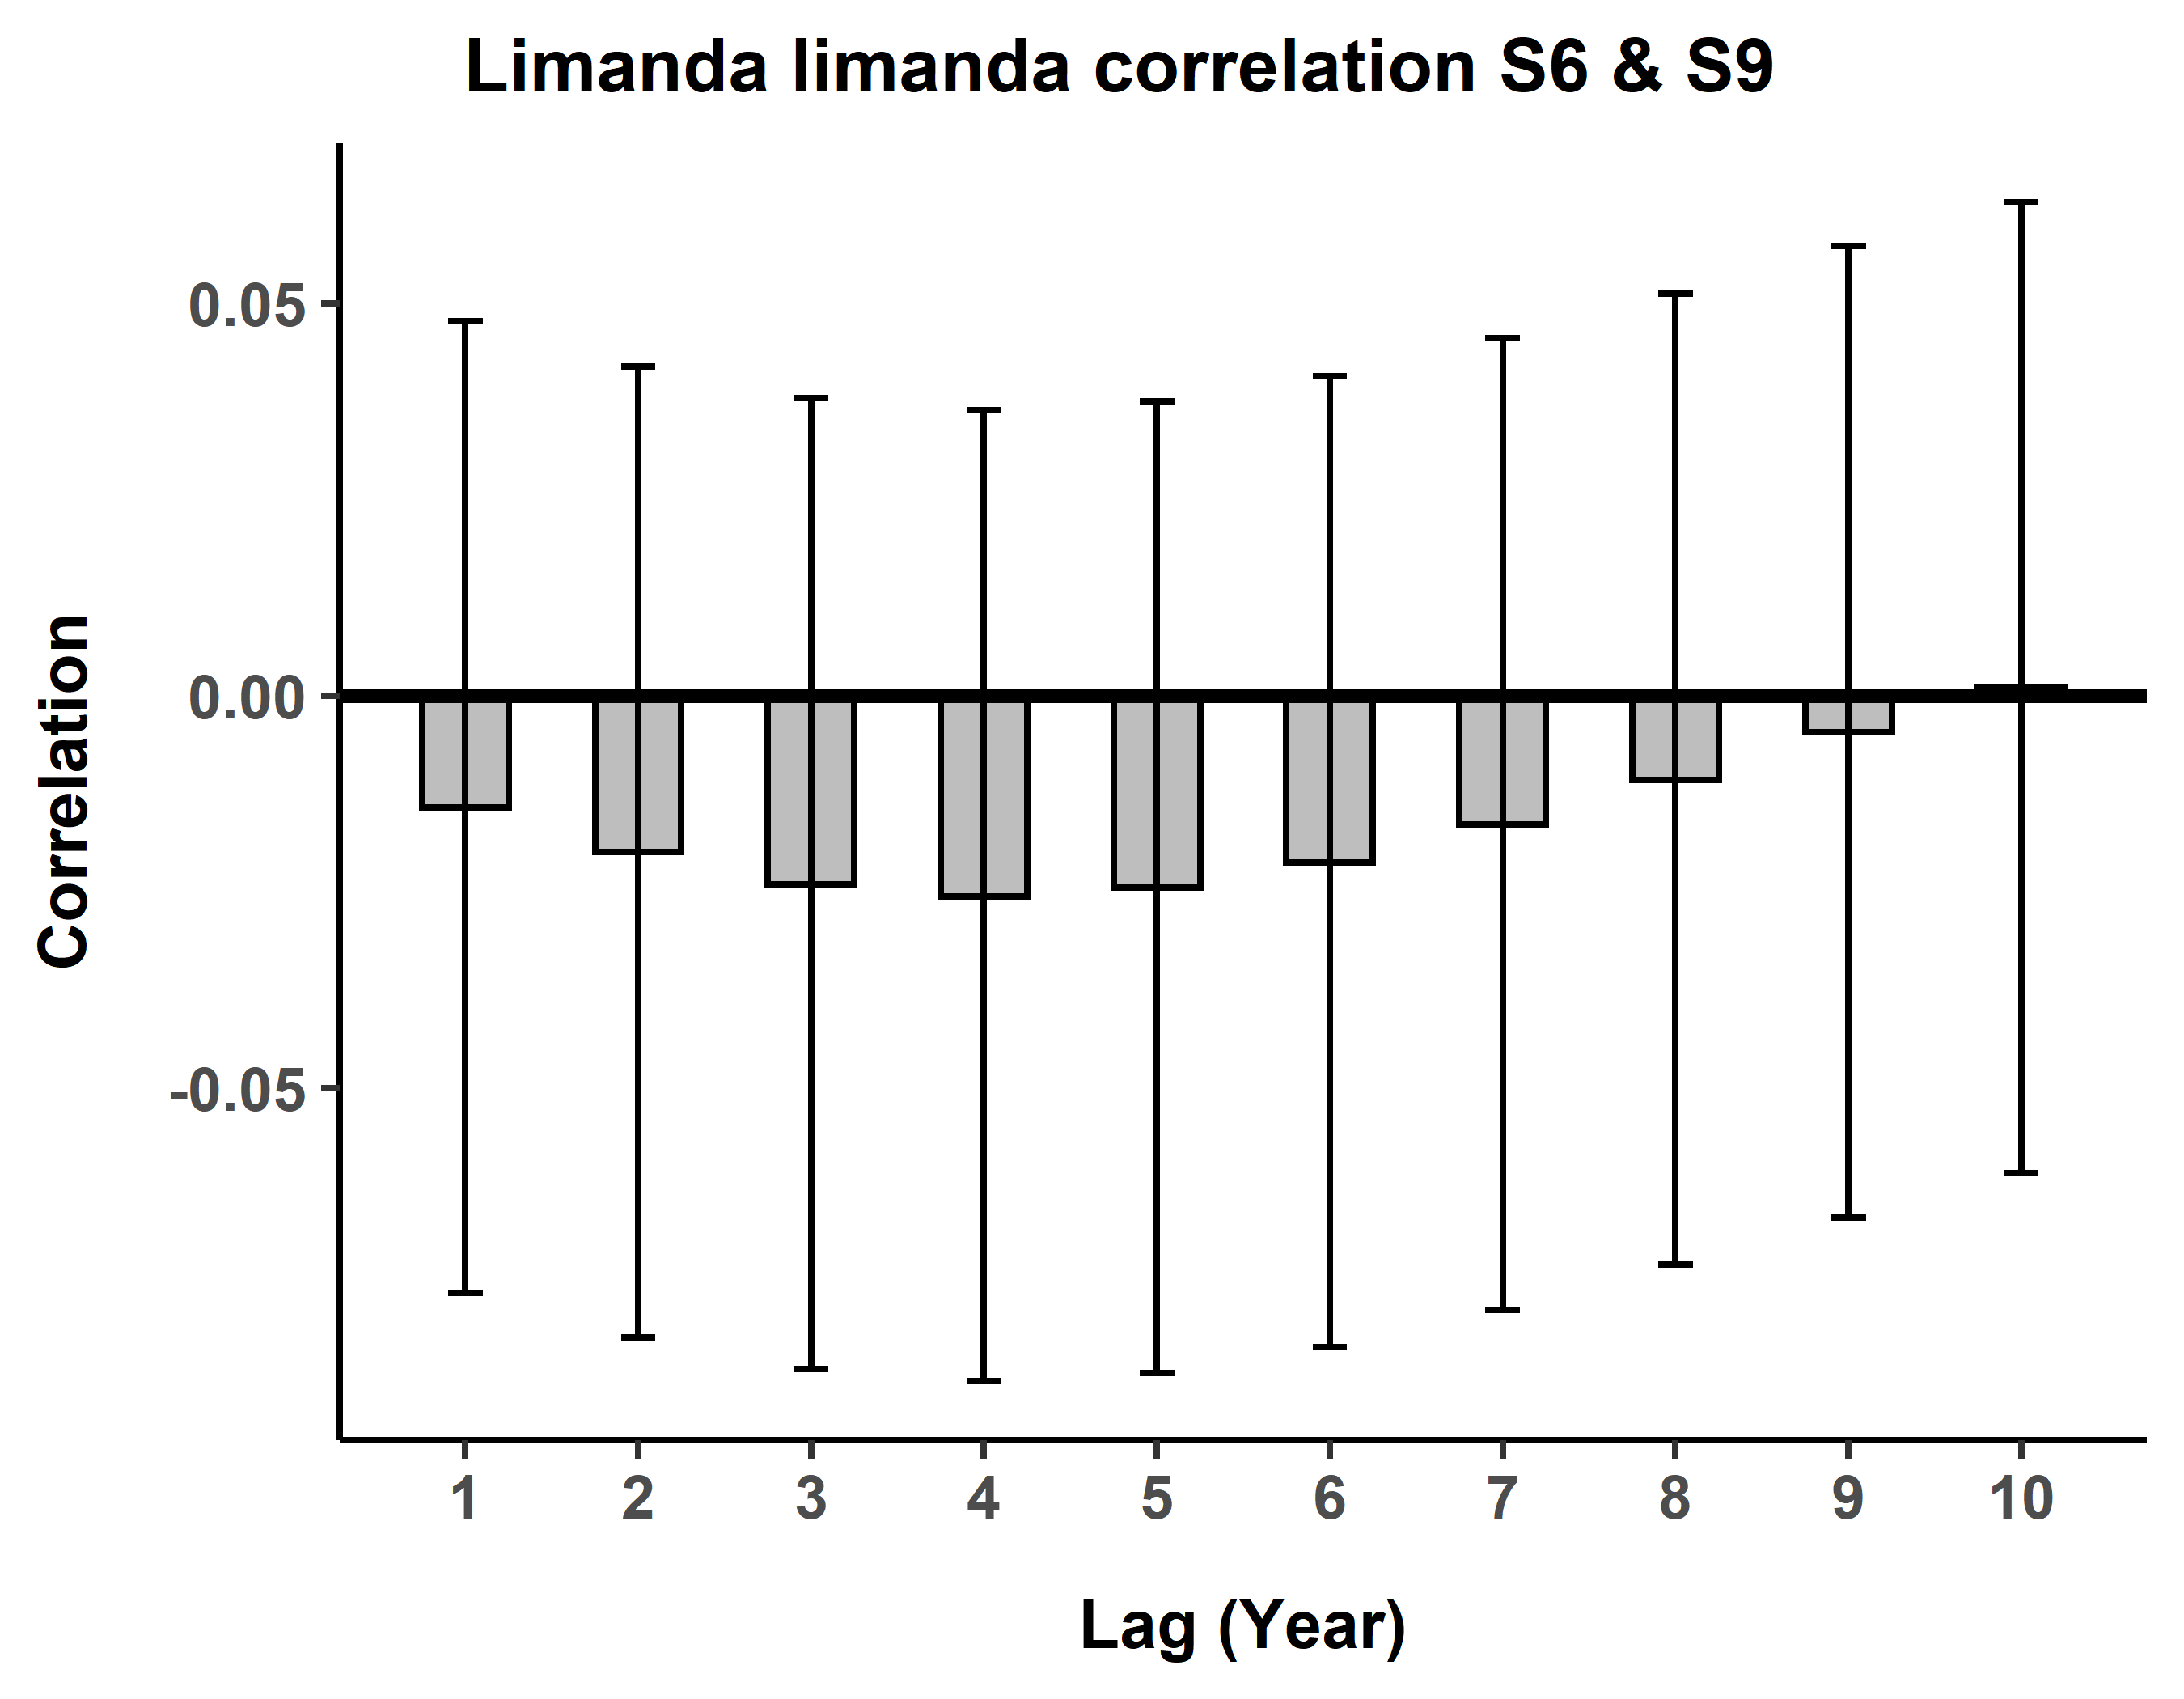 Limanda limanda correlation S6 & S9
Correlation
0.05
0.00
-0.05
1 2 3 4 5 6 7 8 9 10
Lag (Year)